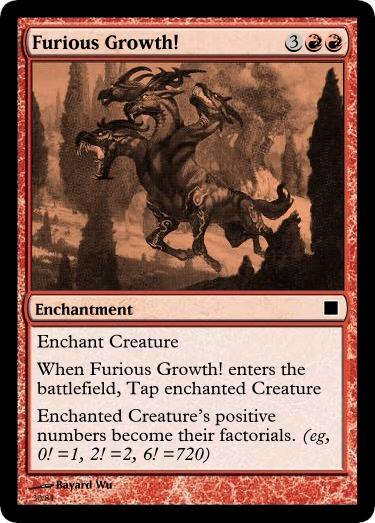 Furious Growth! 3
Enchantment
Enchant Creature
When Furious Growth! enters the
battlefield, Tap enchanted Creature
Enchanted Creature's positive
numbers become their factorials. (eg,
0! =1, 2! =2, 6! =720)
Bayard Wu